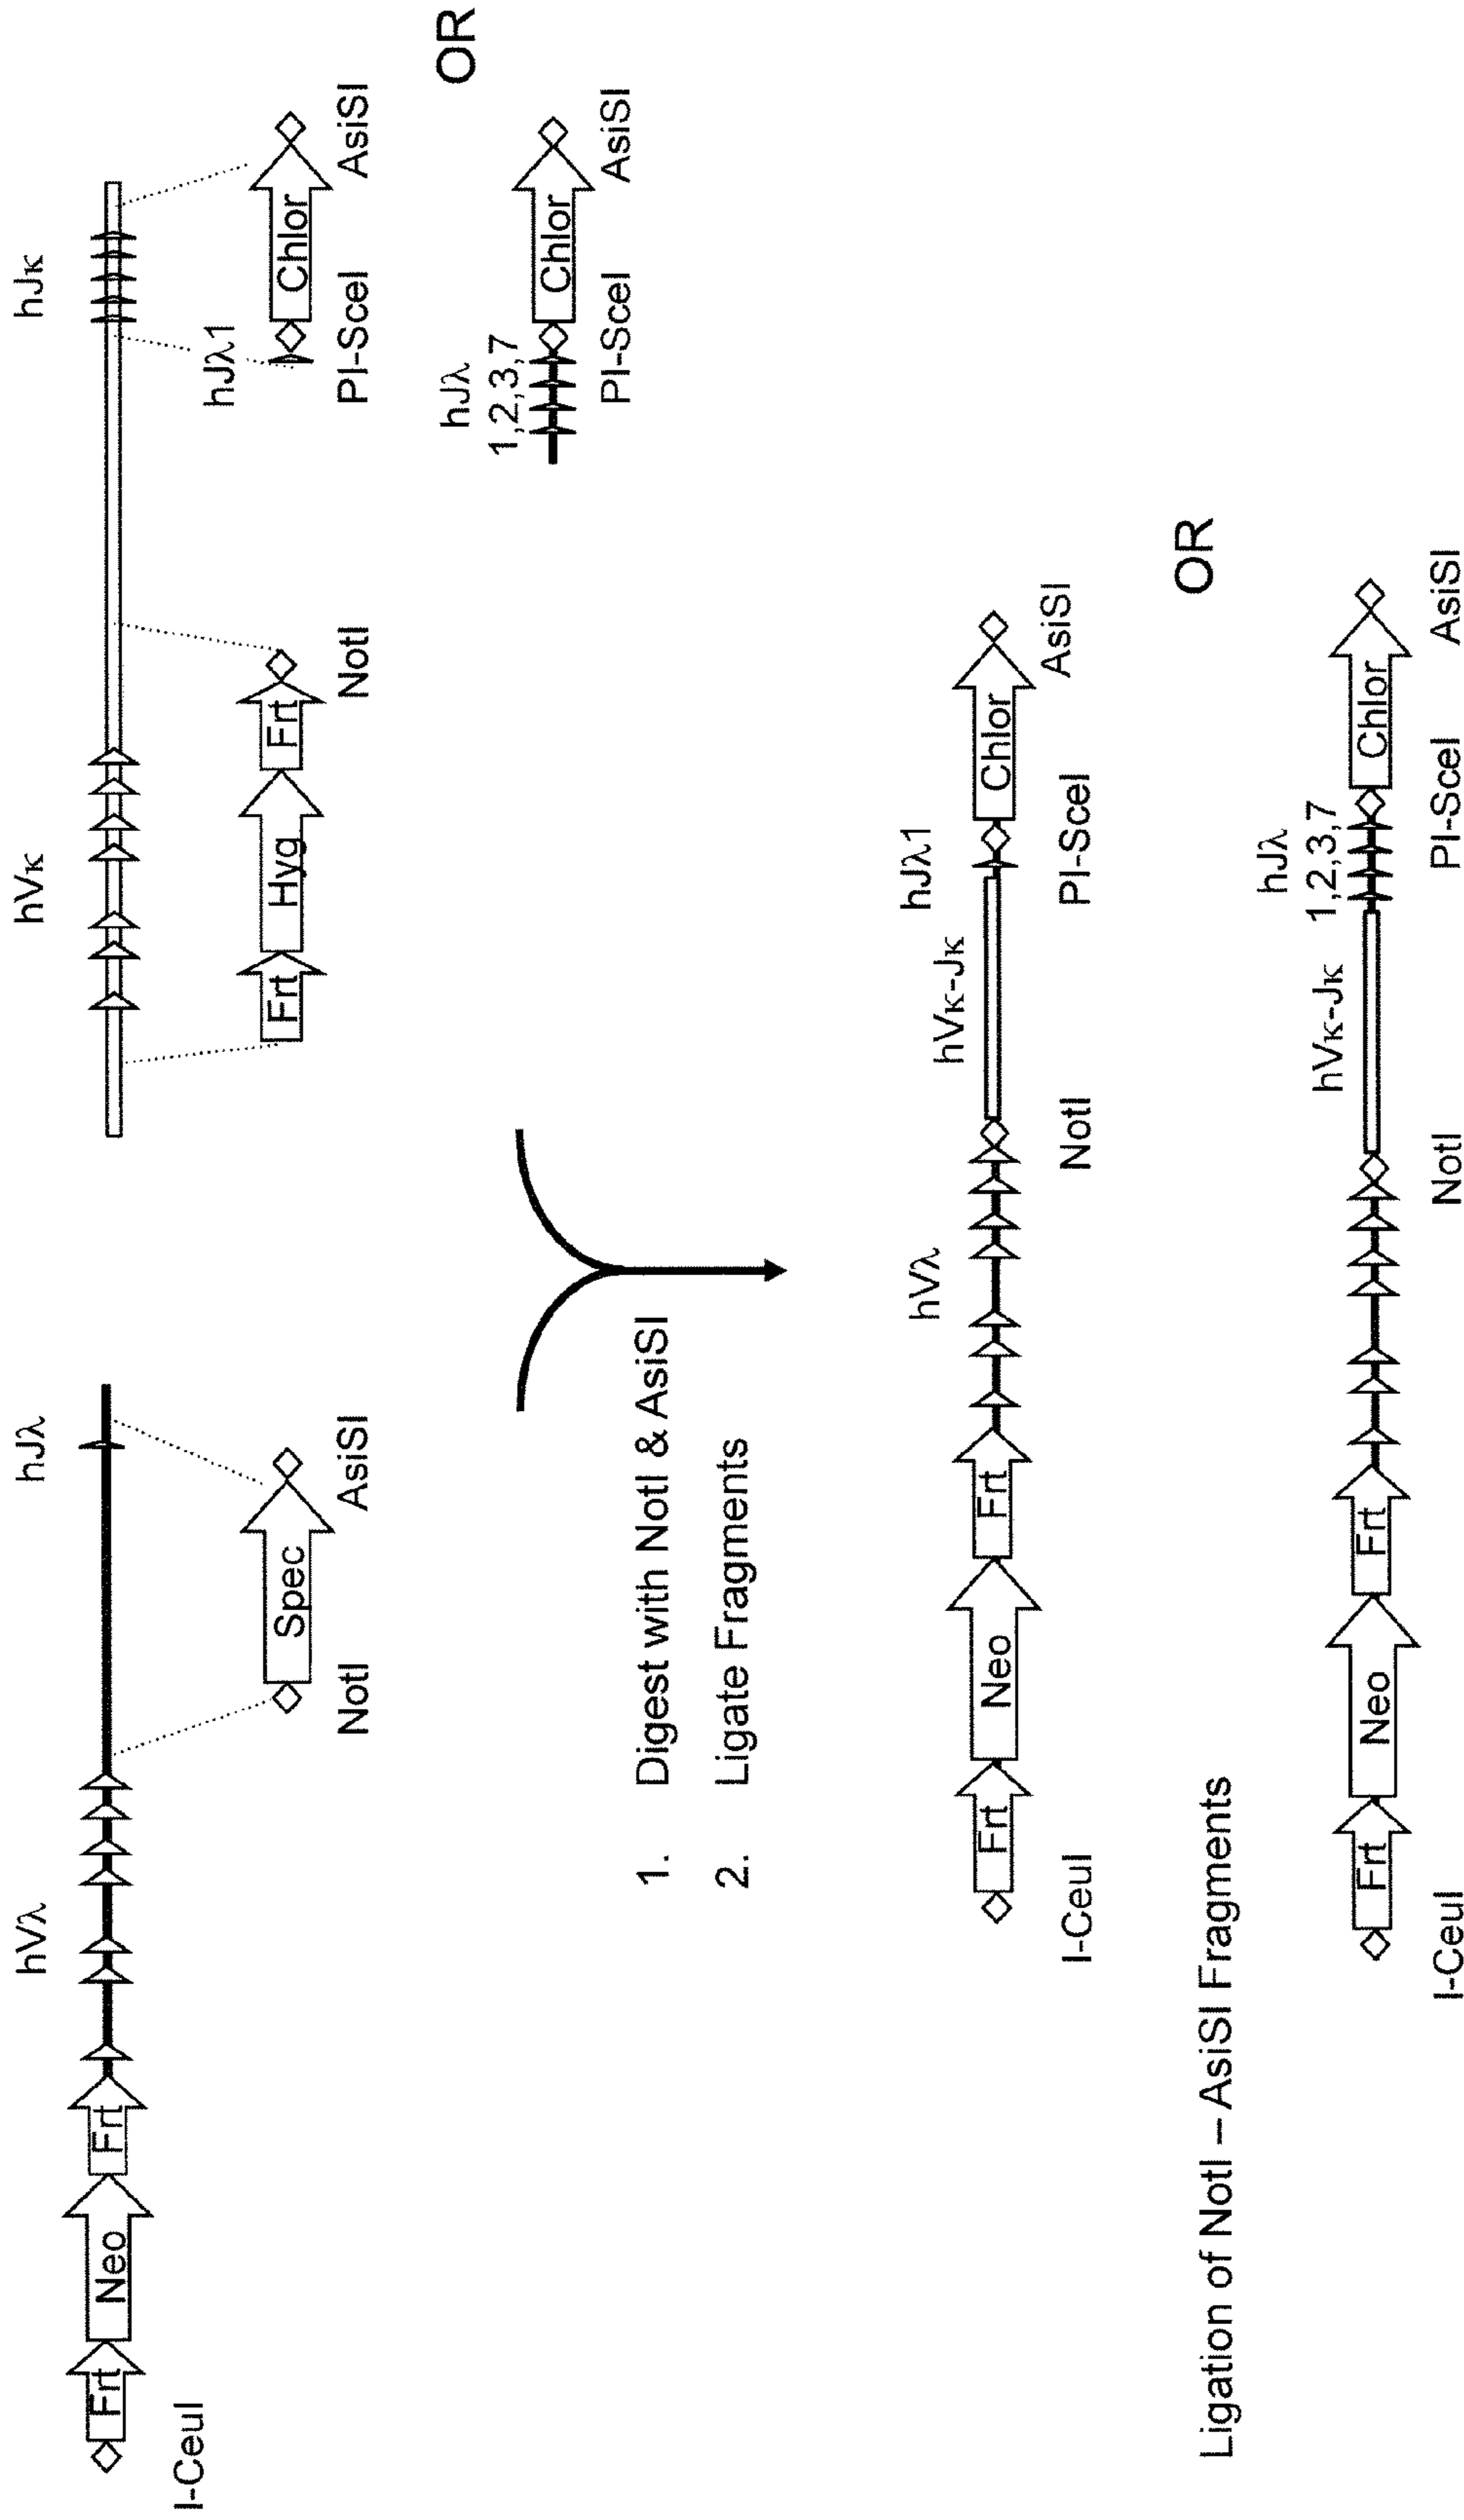 hVλ
hJλ
hVκ
hJκ
Frt
Neo
Frt
I-CeuI
Spec
NotI
AsiSI
Frt
Hyg
Frt
NotI
hJλ1
Chlor
PI-SceI
AsiSI
OR
hJλ
1,2,3,7
Chlor
PI-SceI
AsiSI
1. Digest with NotI & AsiSI
2. Ligate Fragments
hVλ
hVκ-Jκ
hJλ1
Frt
Neo
Frt
Chlor
I-CeuI
NotI
PI-SceI
AsiSI
OR
Ligation of NotI – AsiSI Fragments
hVκ-Jκ
hJλ
1,2,3,7
Frt
Neo
Frt
Chlor
I-CeuI
NotI
PI-SceI
AsiSI